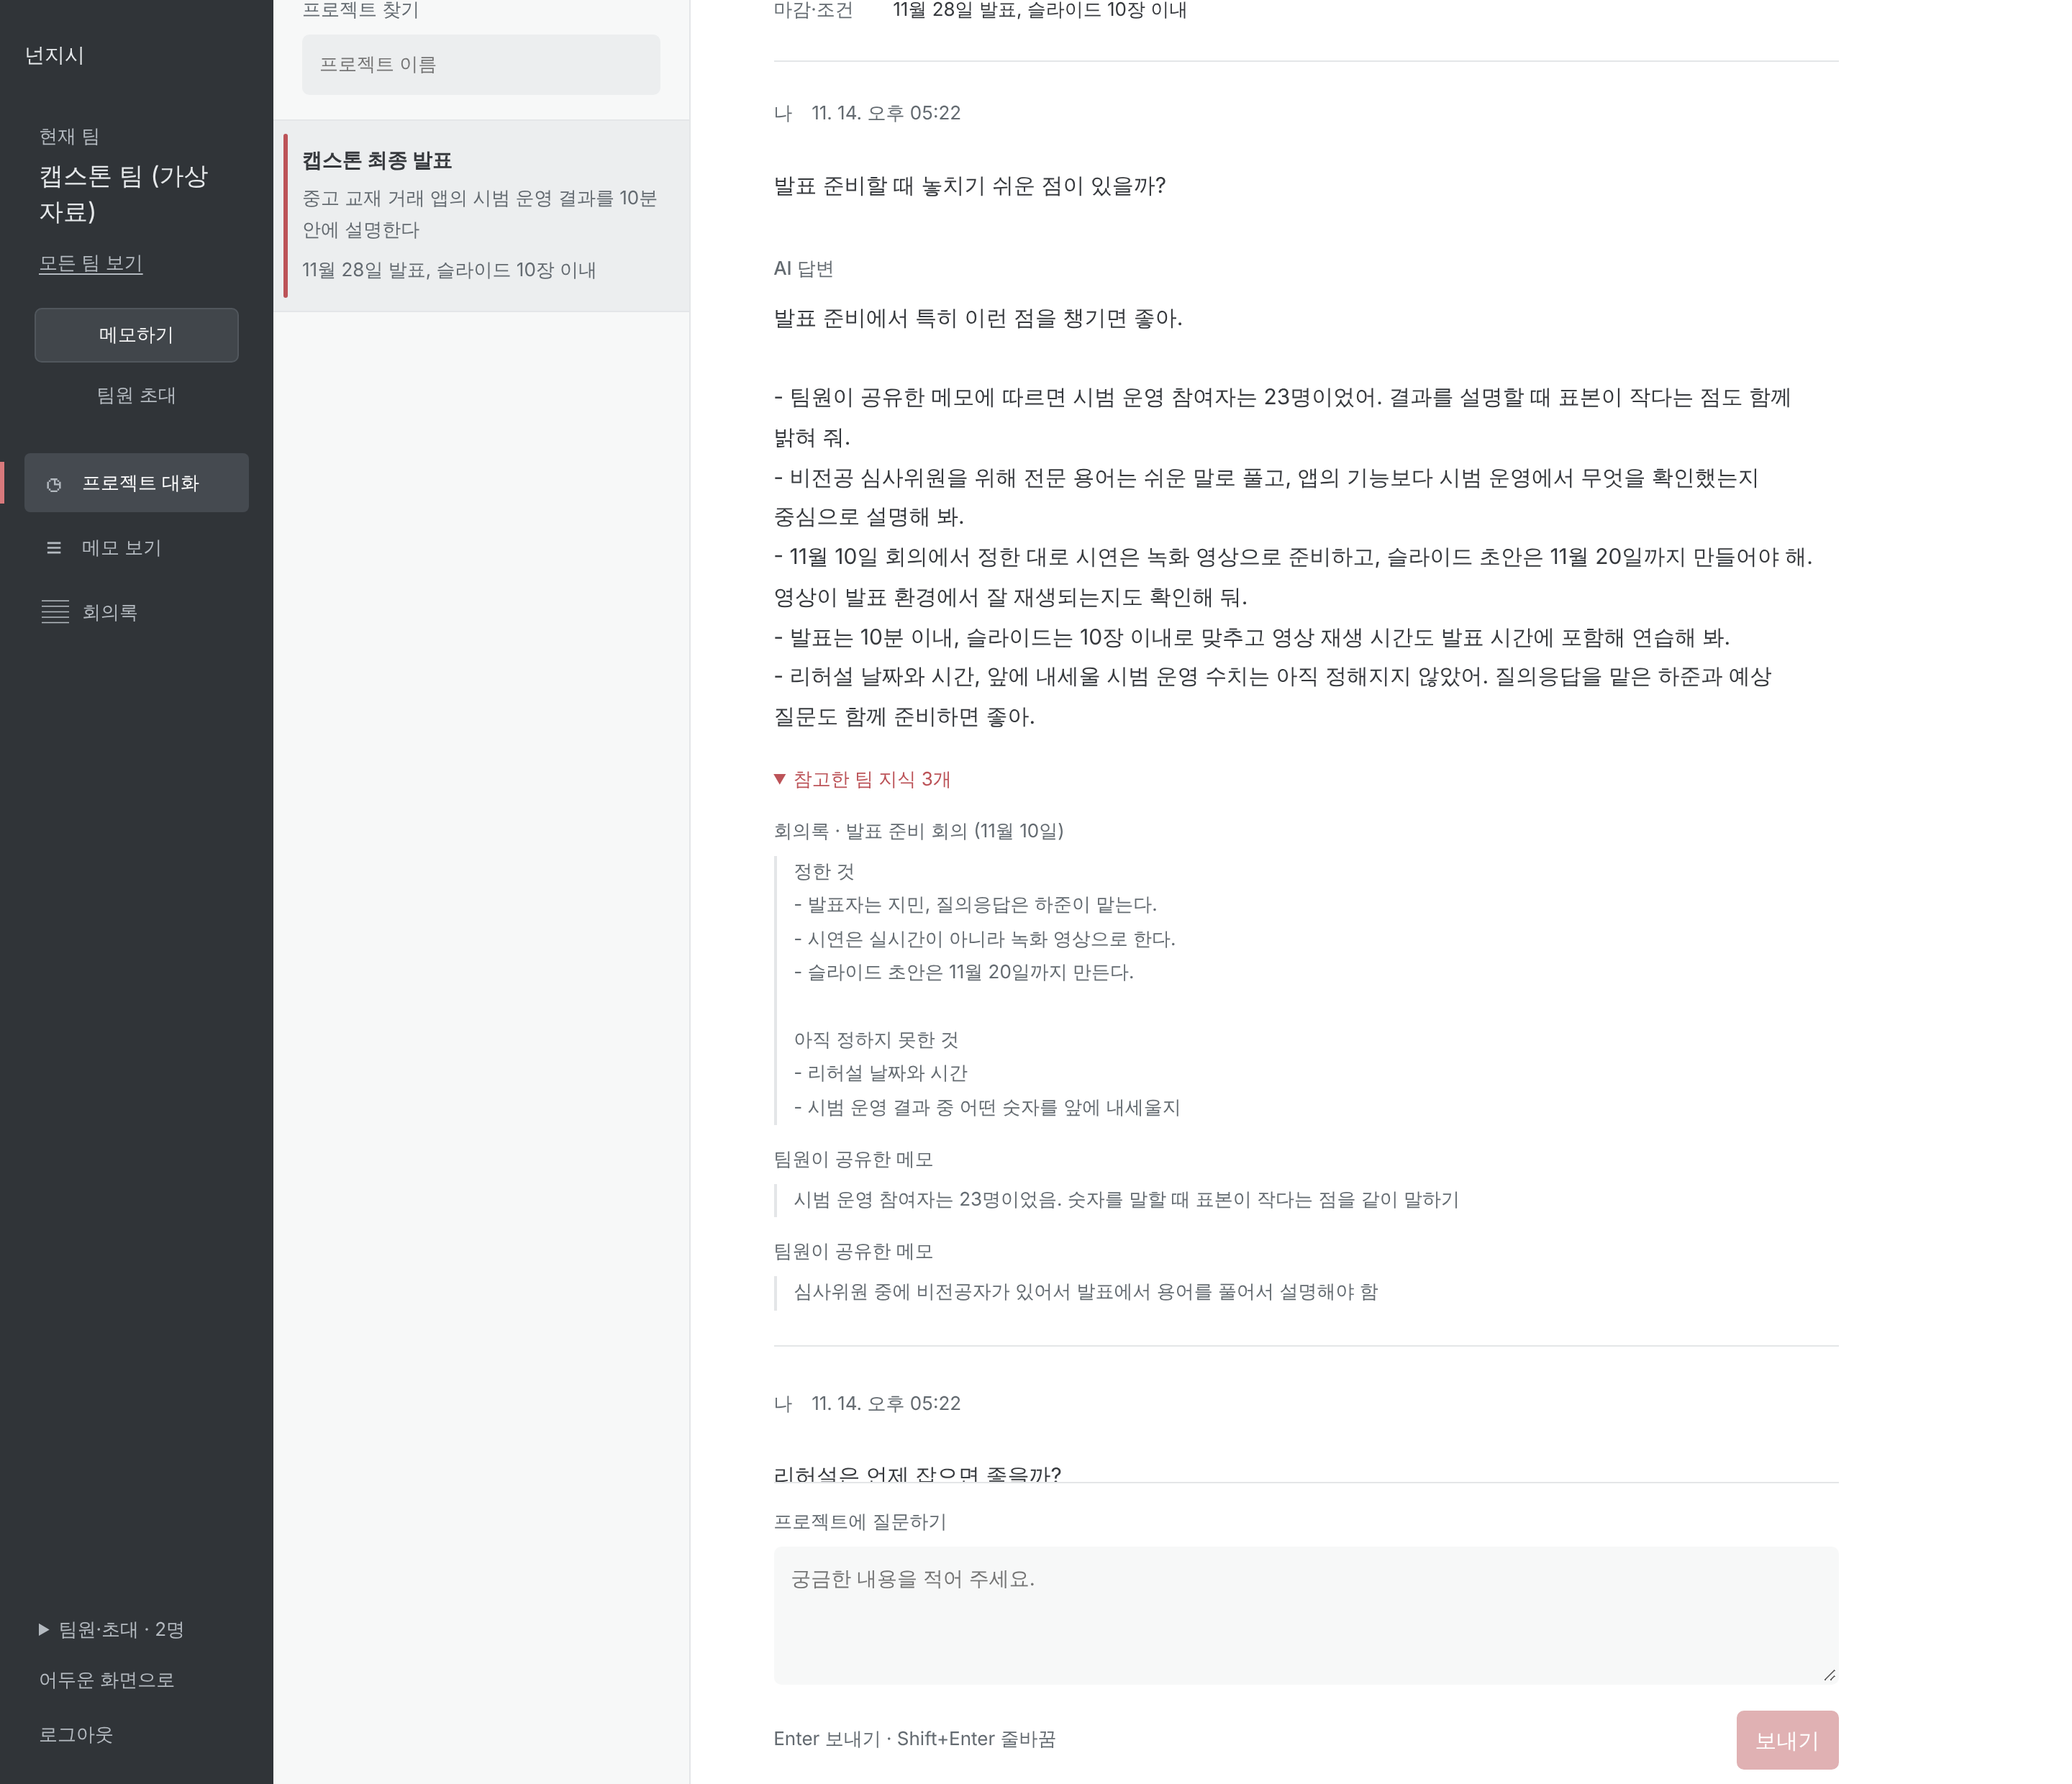 넌지시
현재 팀
캡스톤 팀 (가상
자료)
모든 팀 보기
메모하기
팀원 초대
프로젝트 대화
메모 보기
회의록
팀원·초대 · 2명
어두운 화면으로
로그아웃
프로젝트 찾기
프로젝트 이름
캡스톤 최종 발표
중고 교재 거래 앱의 시범 운영 결과를 10분
안에 설명한다
11월 28일 발표, 슬라이드 10장 이내
마감·조건 11월 28일 발표, 슬라이드 10장 이내
나 11. 14. 오후 05:22
발표 준비할 때 놓치기 쉬운 점이 있을까?
AI 답변
발표 준비에서 특히 이런 점을 챙기면 좋아.
- 팀원이 공유한 메모에 따르면 시범 운영 참여자는 23명이었어. 결과를 설명할 때 표본이 작다는 점도 함께
밝혀 줘.
- 비전공 심사위원을 위해 전문 용어는 쉬운 말로 풀고, 앱의 기능보다 시범 운영에서 무엇을 확인했는지
중심으로 설명해 봐.
- 11월 10일 회의에서 정한 대로 시연은 녹화 영상으로 준비하고, 슬라이드 초안은 11월 20일까지 만들어야 해.
영상이 발표 환경에서 잘 재생되는지도 확인해 둬.
- 발표는 10분 이내, 슬라이드는 10장 이내로 맞추고 영상 재생 시간도 발표 시간에 포함해 연습해 봐.
- 리허설 날짜와 시간, 앞에 내세울 시범 운영 수치는 아직 정해지지 않았어. 질의응답을 맡은 하준과 예상
질문도 함께 준비하면 좋아.
참고한 팀 지식 3개
회의록 · 발표 준비 회의 (11월 10일)
정한 것
- 발표자는 지민, 질의응답은 하준이 맡는다.
- 시연은 실시간이 아니라 녹화 영상으로 한다.
- 슬라이드 초안은 11월 20일까지 만든다.
아직 정하지 못한 것
- 리허설 날짜와 시간
- 시범 운영 결과 중 어떤 숫자를 앞에 내세울지
팀원이 공유한 메모
시범 운영 참여자는 23명이었음. 숫자를 말할 때 표본이 작다는 점을 같이 말하기
팀원이 공유한 메모
심사위원 중에 비전공자가 있어서 발표에서 용어를 풀어서 설명해야 함
나 11. 14. 오후 05:22
리허설은 언제 잡으면 좋을까?
프로젝트에 질문하기
궁금한 내용을 적어 주세요.
Enter 보내기 · Shift+Enter 줄바꿈
보내기